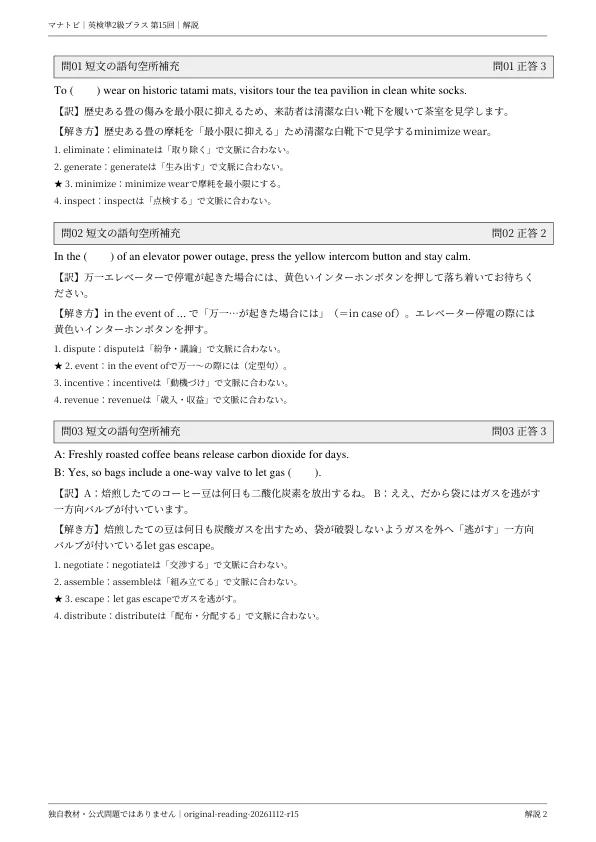 マナトビ｜英検準2級プラス 第15回｜解説
問01 短文の語句空所補充 問01 正答 3
To (　　) wear on historic tatami mats, visitors tour the tea pavilion in clean white socks.
【訳】歴史ある畳の傷みを最小限に抑えるため、来訪者は清潔な白い靴下を履いて茶室を見学します。
【解き方】歴史ある畳の摩耗を「最小限に抑える」ため清潔な白靴下で見学するminimize wear。
1. eliminate：eliminateは「取り除く」で文脈に合わない。
2. generate：generateは「生み出す」で文脈に合わない。
★ 3. minimize：minimize wearで摩耗を最小限にする。
4. inspect：inspectは「点検する」で文脈に合わない。
問02 短文の語句空所補充 問02 正答 2
In the (　　) of an elevator power outage, press the yellow intercom button and stay calm.
【訳】万一エレベーターで停電が起きた場合には、黄色いインターホンボタンを押して落ち着いてお待ちく
ださい。
【解き方】in the event of … で「万一…が起きた場合には」（＝in case of）。エレベーター停電の際には
黄色いインターホンボタンを押す。
1. dispute：disputeは「紛争・議論」で文脈に合わない。
★ 2. event：in the event ofで万一〜の際には（定型句）。
3. incentive：incentiveは「動機づけ」で文脈に合わない。
4. revenue：revenueは「歳入・収益」で文脈に合わない。
問03 短文の語句空所補充 問03 正答 3
A: Freshly roasted coffee beans release carbon dioxide for days.
B: Yes, so bags include a one-way valve to let gas (　　).
【訳】A：焙煎したてのコーヒー豆は何日も二酸化炭素を放出するね。 B：ええ、だから袋にはガスを逃がす
一方向バルブが付いています。
【解き方】焙煎したての豆は何日も炭酸ガスを出すため、袋が破裂しないようガスを外へ「逃がす」一方向
バルブが付いているlet gas escape。
1. negotiate：negotiateは「交渉する」で文脈に合わない。
2. assemble：assembleは「組み立てる」で文脈に合わない。
★ 3. escape：let gas escapeでガスを逃がす。
4. distribute：distributeは「配布・分配する」で文脈に合わない。
独自教材・公式問題ではありません｜original-reading-20261112-r15 解説 2